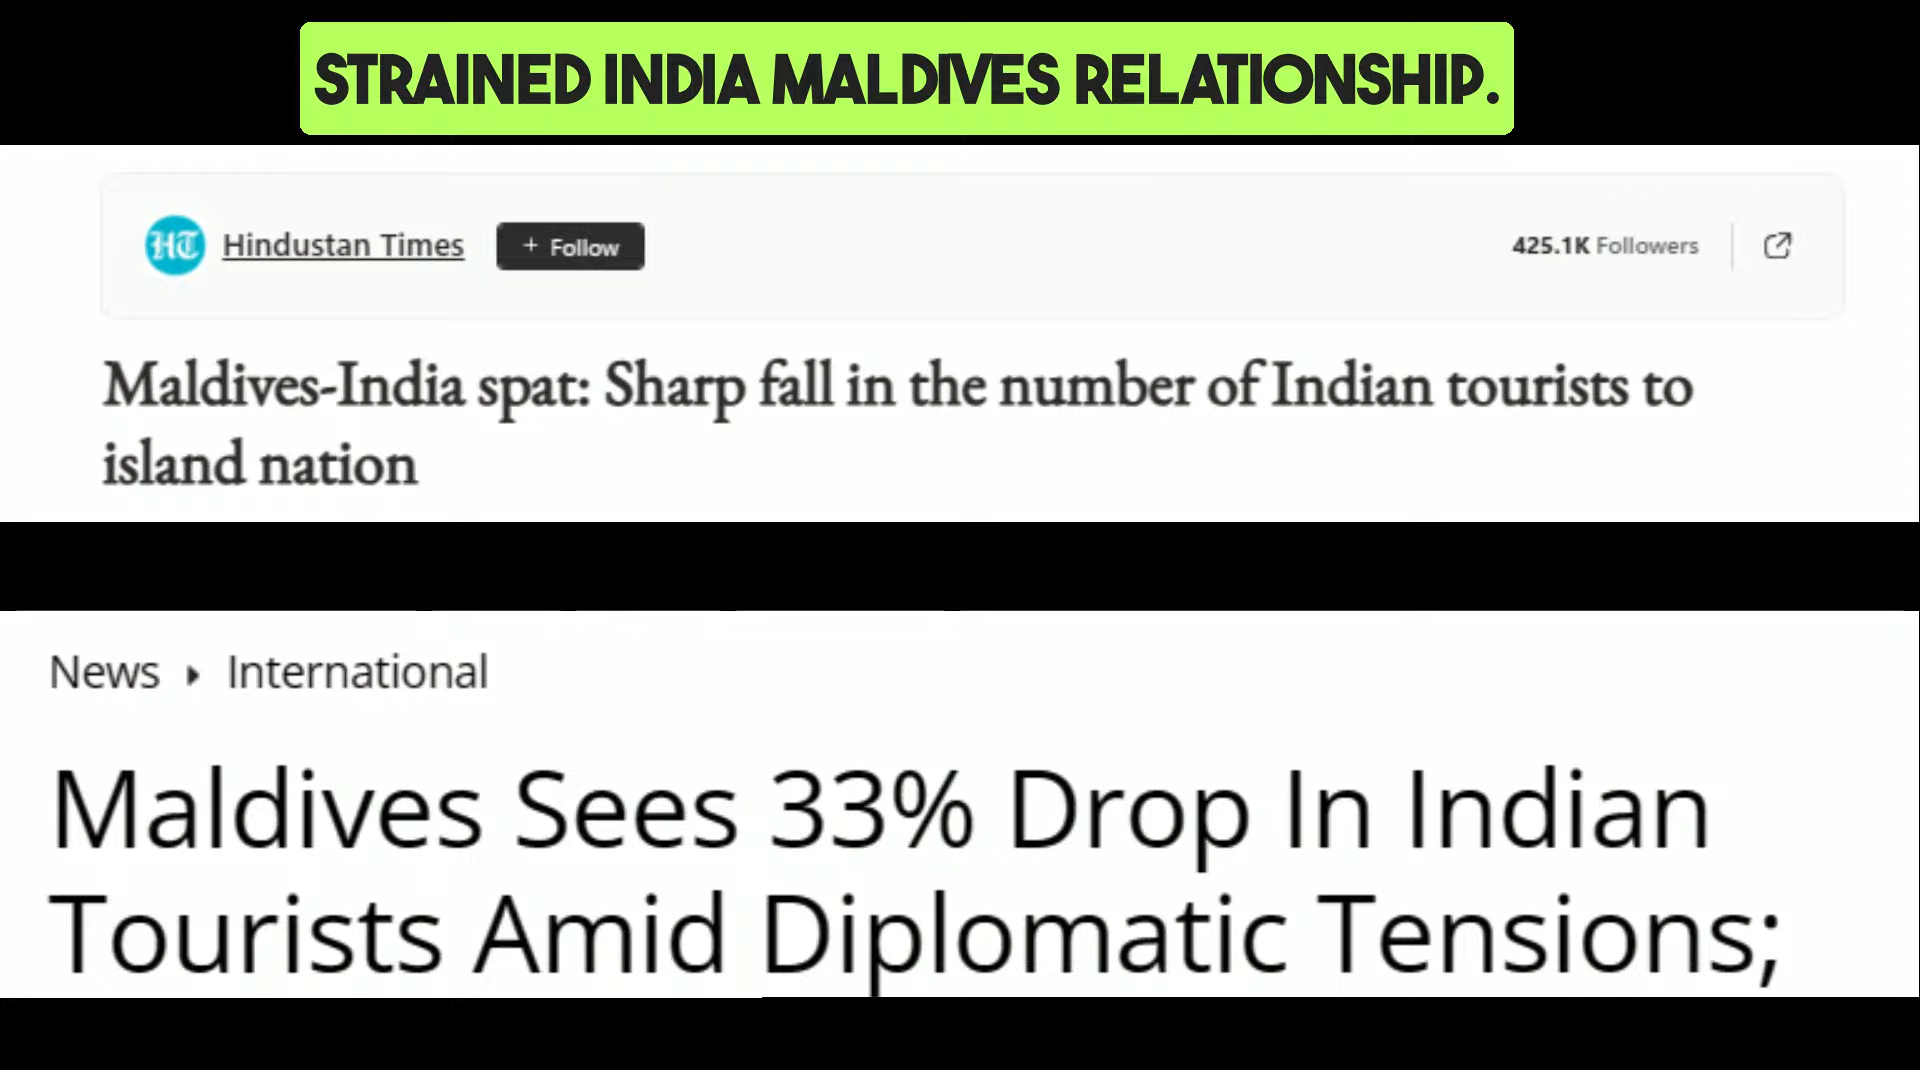 STRAINED INDIA MALDIVES RELATIONSHIP.
HT Hindustan Times + Follow 425.1K Followers
Maldives-India spat: Sharp fall in the number of Indian tourists to
island nation
News ▸ International
Maldives Sees 33% Drop In Indian
Tourists Amid Diplomatic Tensions;